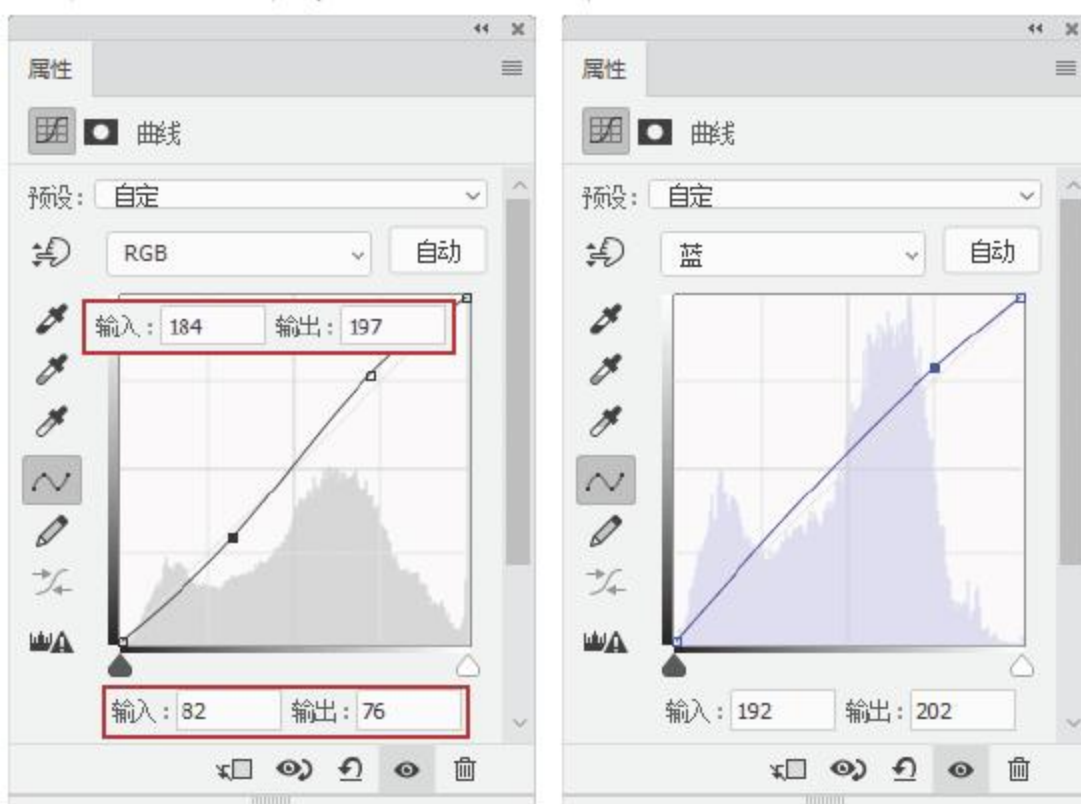 属性
曲线
预设： 自定
RGB 自动
输入：184 输出：197
输入：82 输出：76
属性
曲线
预设： 自定
蓝 自动
输入：192 输出：202